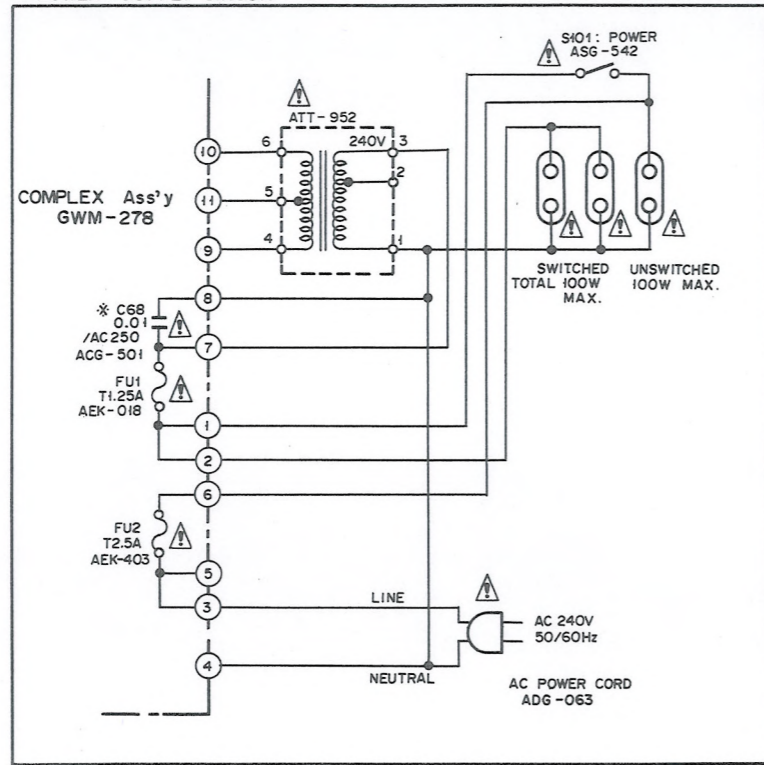 S101: POWER
ASG-542
ATT-952
6
240V
3
10
2
COMPLEX Ass'y
GWM-278
11
5
9
4
1
SWITCHED
TOTAL 100W
MAX.
UNSWITCHED
100W MAX.
8
※ C68
0.01
/AC250
ACG-501
7
FU1
T1.25A
AEK-018
1
2
6
FU2
T2.5A
AEK-403
5
3
LINE
AC 240V
50/60Hz
4
NEUTRAL
AC POWER CORD
ADG-063